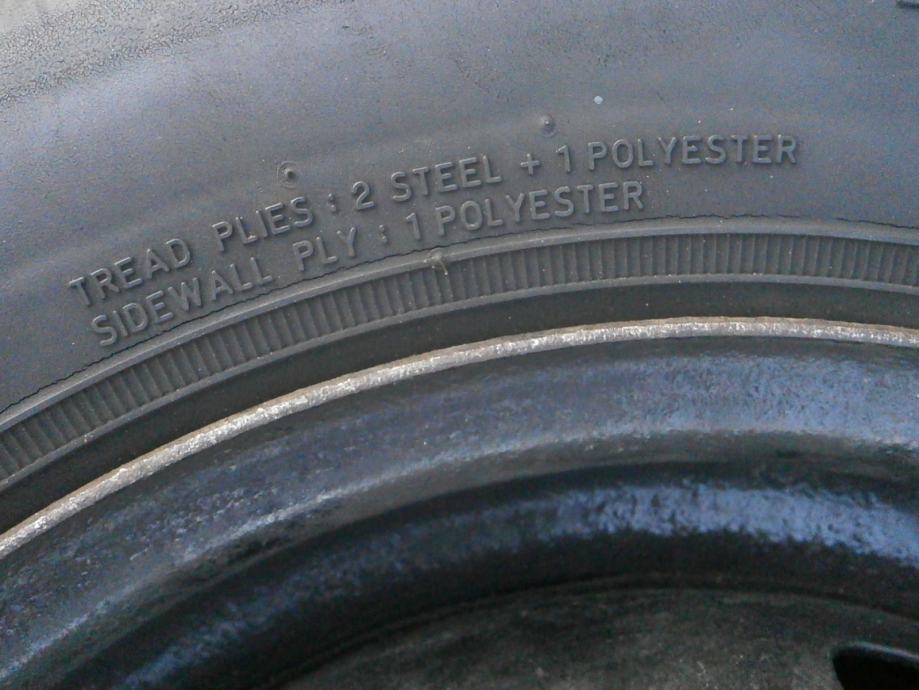 TREAD PLIES : 2 STEEL + 1 POLYESTER
SIDEWALL PLY : 1 POLYESTER